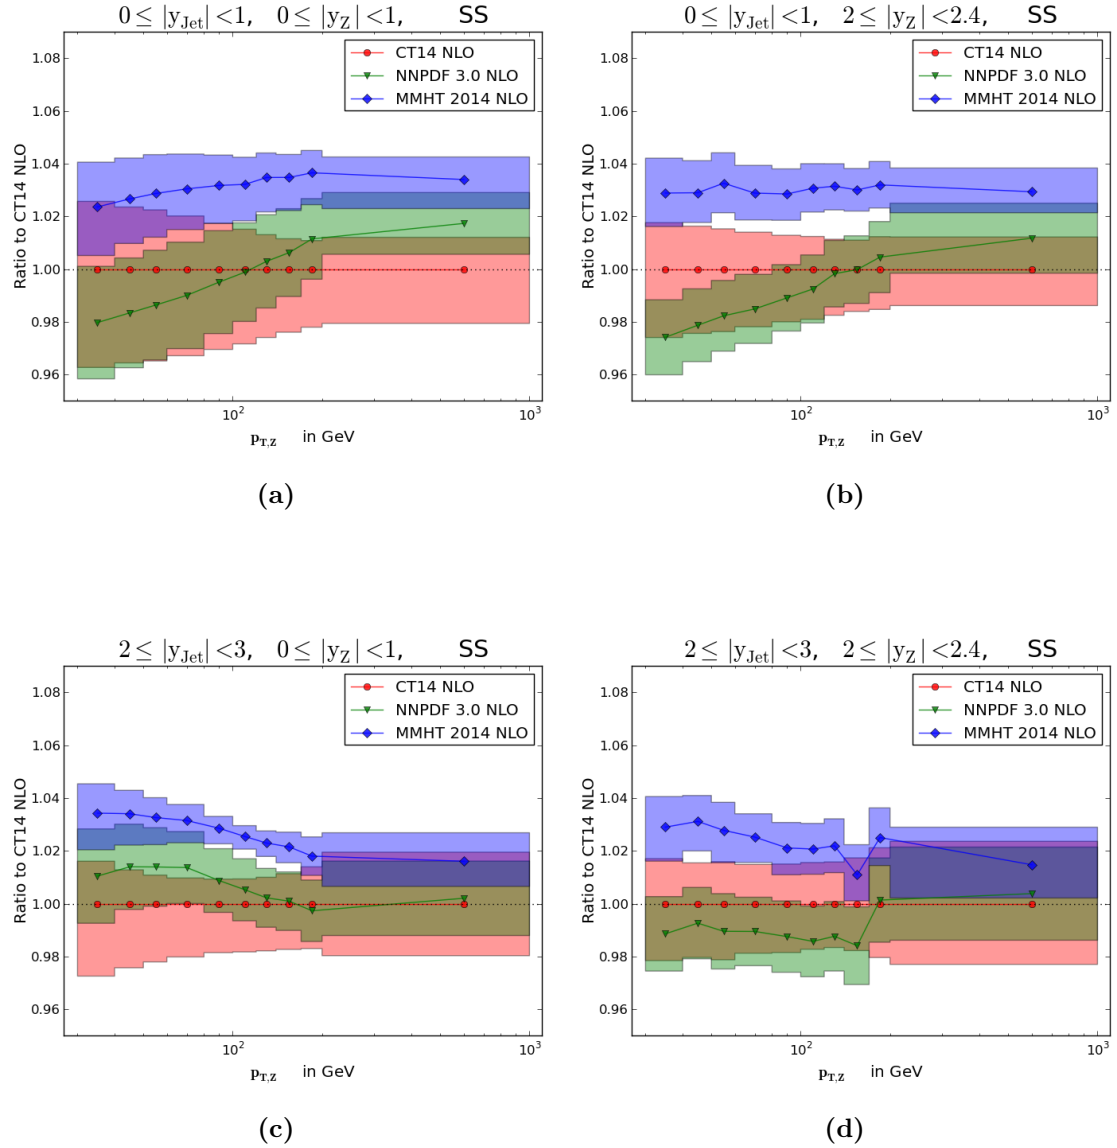 0 ≤ |y_Jet| <1, 0 ≤ |y_Z| <1, SS
Ratio to CT14 NLO
1.08
1.06
1.04
1.02
1.00
0.98
0.96
CT14 NLO
NNPDF 3.0 NLO
MMHT 2014 NLO
10² 10³
p_T,Z in GeV
(a)
0 ≤ |y_Jet| <1, 2 ≤ |y_Z| <2.4, SS
Ratio to CT14 NLO
1.08
1.06
1.04
1.02
1.00
0.98
0.96
CT14 NLO
NNPDF 3.0 NLO
MMHT 2014 NLO
10² 10³
p_T,Z in GeV
(b)
2 ≤ |y_Jet| <3, 0 ≤ |y_Z| <1, SS
Ratio to CT14 NLO
1.08
1.06
1.04
1.02
1.00
0.98
0.96
CT14 NLO
NNPDF 3.0 NLO
MMHT 2014 NLO
10² 10³
p_T,Z in GeV
(c)
2 ≤ |y_Jet| <3, 2 ≤ |y_Z| <2.4, SS
Ratio to CT14 NLO
1.08
1.06
1.04
1.02
1.00
0.98
0.96
CT14 NLO
NNPDF 3.0 NLO
MMHT 2014 NLO
10² 10³
p_T,Z in GeV
(d)